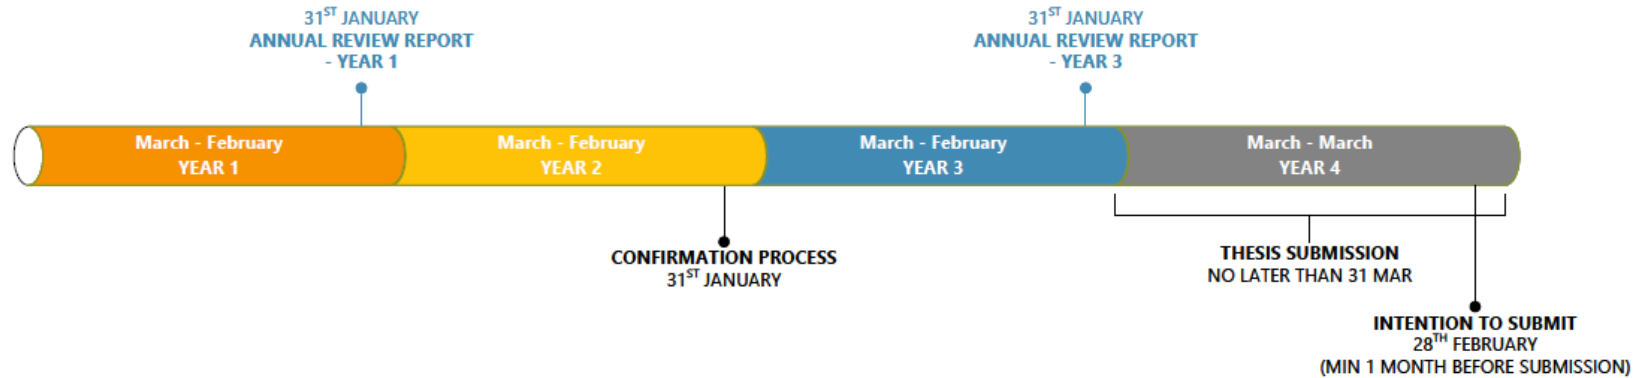 31ST JANUARY
ANNUAL REVIEW REPORT
- YEAR 1
31ST JANUARY
ANNUAL REVIEW REPORT
- YEAR 3
March - February
YEAR 1
March - February
YEAR 2
March - February
YEAR 3
March - March
YEAR 4
CONFIRMATION PROCESS
31ST JANUARY
THESIS SUBMISSION
NO LATER THAN 31 MAR
INTENTION TO SUBMIT
28TH FEBRUARY
(MIN 1 MONTH BEFORE SUBMISSION)